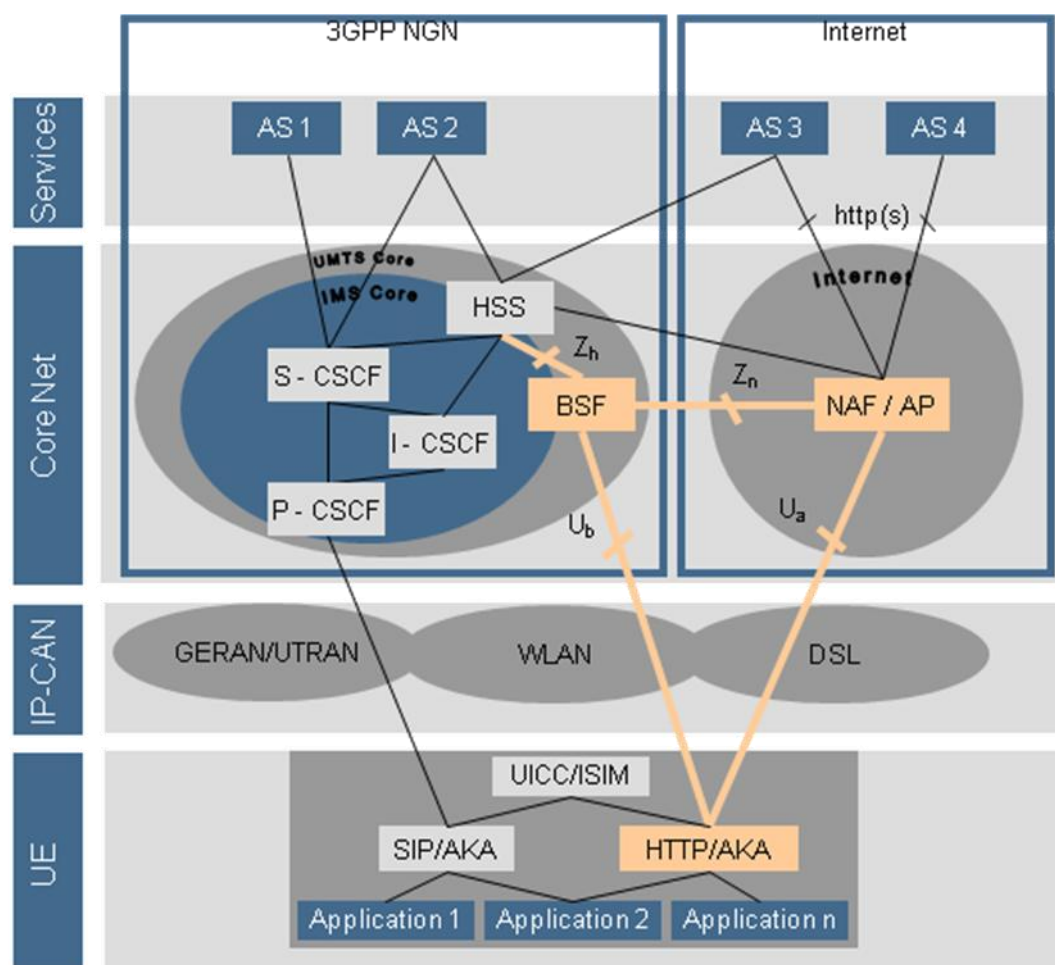 3GPP NGN
Internet
Services
AS 1
AS 2
AS 3
AS 4
http(s)
Core Net
UMTS Core
IMS Core
Internet
HSS
Zh
S - CSCF
BSF
Zn
NAF / AP
I - CSCF
P - CSCF
Ub
Ua
IP-CAN
GERAN/UTRAN
WLAN
DSL
UE
UICC/ISIM
SIP/AKA
HTTP/AKA
Application 1
Application 2
Application n